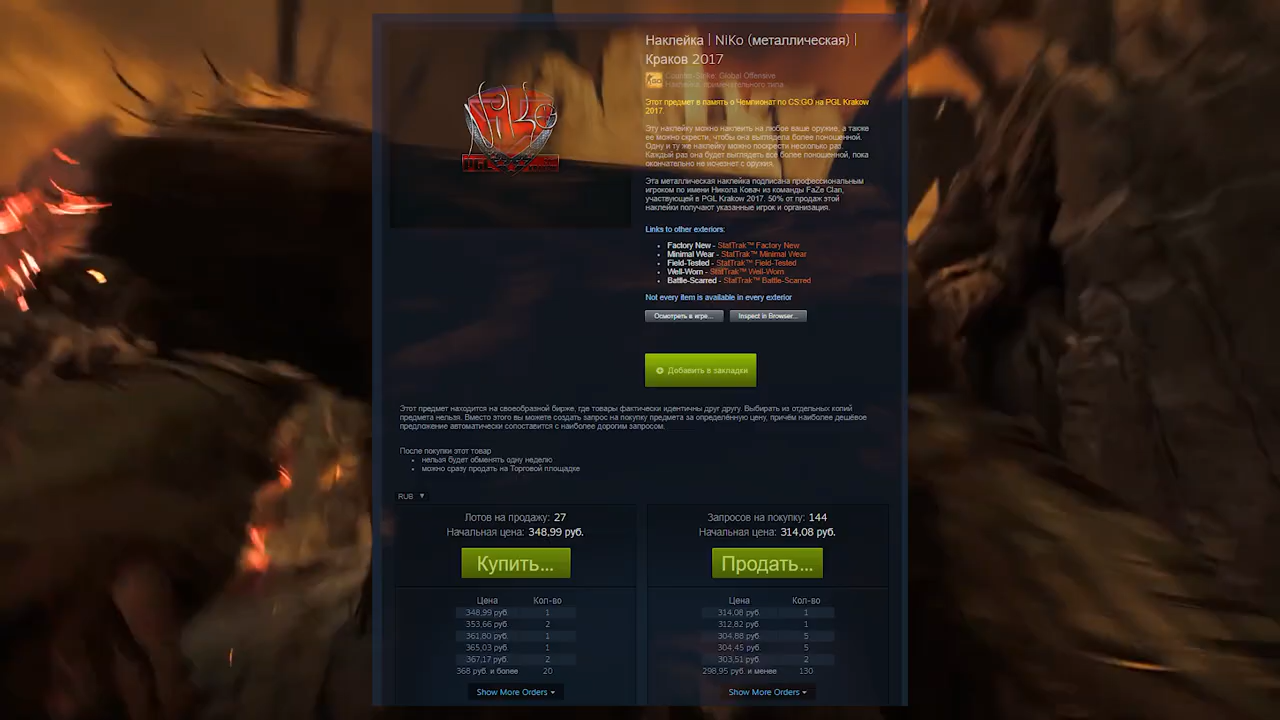 Наклейка | NiKo (металлическая) |
Краков 2017
Counter-Strike: Global Offensive
Наклейка, примечательного типа
Этот предмет в память о Чемпионат по CS:GO на PGL Krakow
2017.
Эту наклейку можно наклеить на любое ваше оружие, а также
ее можно скрести, чтобы она выглядела более поношенной.
Одну и ту же наклейку можно поскрести несколько раз.
Каждый раз она будет выглядеть всё более поношенной, пока
окончательно не исчезнет с оружия.
Эта металлическая наклейка подписана профессиональным
игроком по имени Никола Ковач из команды FaZe Clan,
участвующей в PGL Krakow 2017. 50% от продаж этой
наклейки получают указанные игрок и организация.
Links to other exteriors:
Factory New - StatTrak™ Factory New
Minimal Wear - StatTrak™ Minimal Wear
Field-Tested - StatTrak™ Field-Tested
Well-Worn - StatTrak™ Well-Worn
Battle-Scarred - StatTrak™ Battle-Scarred
Not every item is available in every exterior
Осмотреть в игре... Inspect in Browser...
Добавить в закладки
Этот предмет находится на своеобразной бирже, где товары фактически идентичны друг другу. Выбирать из отдельных копий
предмета нельзя. Вместо этого вы можете создать запрос на покупку предмета за определённую цену, причём наиболее дешёвое
предложение автоматически сопоставится с наиболее дорогим запросом.
После покупки этот товар
нельзя будет обменять одну неделю
можно сразу продать на Торговой площадке
RUB ▼
Лотов на продажу: 27
Начальная цена: 348,99 руб.
Купить...
Цена Кол-во
348,99 руб. 1
353,66 руб. 2
361,80 руб. 1
365,03 руб. 1
367,17 руб. 2
368 руб. и более 20
Show More Orders
Запросов на покупку: 144
Начальная цена: 314,08 руб.
Продать...
Цена Кол-во
314,08 руб. 1
312,82 руб. 1
304,88 руб. 5
304,45 руб. 5
303,51 руб. 2
298,95 руб. и менее 130
Show More Orders
NiKo
PGL